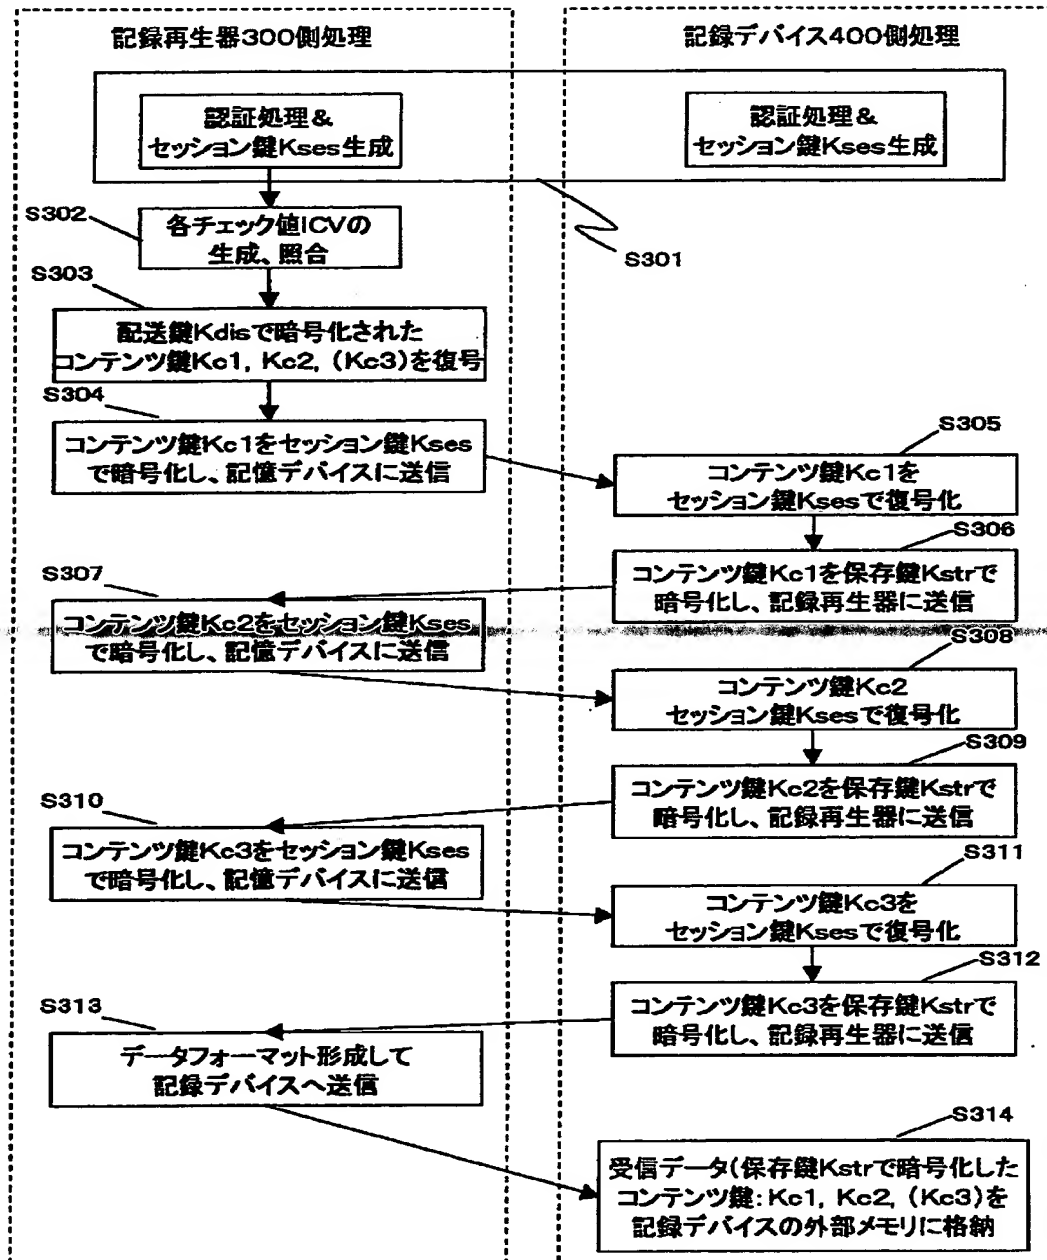 記録再生器300側処理
記録デバイス400側処理
認証処理&
セッション鍵Kses生成
認証処理&
セッション鍵Kses生成
S301
S302
各チェック値ICVの
生成、照合
S303
配送鍵Kdisで暗号化された
コンテンツ鍵Kc1, Kc2, (Kc3)を復号
S304
コンテンツ鍵Kc1をセッション鍵Kses
で暗号化し、記憶デバイスに送信
S305
コンテンツ鍵Kc1を
セッション鍵Ksesで復号化
S306
コンテンツ鍵Kc1を保存鍵Kstrで
暗号化し、記録再生器に送信
S307
コンテンツ鍵Kc2をセッション鍵Kses
で暗号化し、記憶デバイスに送信
S308
コンテンツ鍵Kc2
セッション鍵Ksesで復号化
S309
コンテンツ鍵Kc2を保存鍵Kstrで
暗号化し、記録再生器に送信
S310
コンテンツ鍵Kc3をセッション鍵Kses
で暗号化し、記憶デバイスに送信
S311
コンテンツ鍵Kc3を
セッション鍵Ksesで復号化
S312
コンテンツ鍵Kc3を保存鍵Kstrで
暗号化し、記録再生器に送信
S313
データフォーマット形成して
記録デバイスへ送信
S314
受信データ(保存鍵Kstrで暗号化した
コンテンツ鍵:Kc1, Kc2, (Kc3)を
記録デバイスの外部メモリに格納